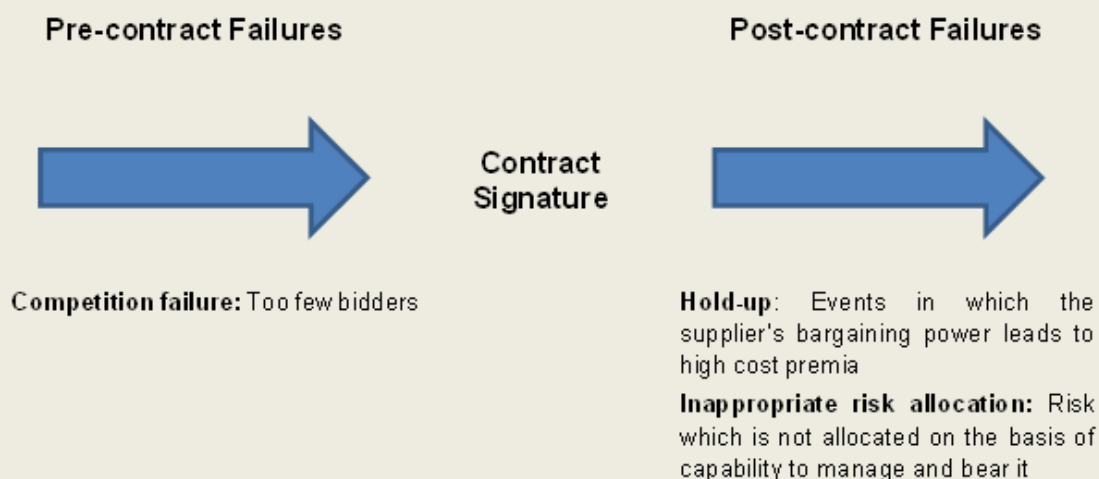 Pre-contract Failures
Post-contract Failures
Contract
Signature
Competition failure: Too few bidders
Hold-up: Events in which the
supplier's bargaining power leads to
high cost premia
Inappropriate risk allocation: Risk
which is not allocated on the basis of
capability to manage and bear it